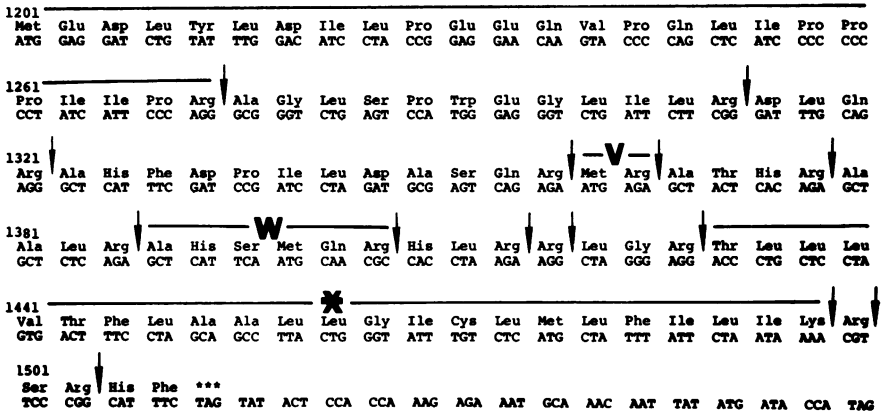 1201
Met Glu Asp Leu Tyr Leu Asp Ile Leu Pro Glu Glu Gln Val Pro Gln Leu Ile Pro Pro
ATG GAG GAT CTG TAT TTG GAC ATC CTA CCG GAG GAA CAA GTA CCC CAG CTC ATC CCC CCC
1261
Pro Ile Ile Pro Arg Ala Gly Leu Ser Pro Trp Glu Gly Leu Ile Leu Arg Asp Leu Gln
CCT ATC ATT CCC AGG GCG GGT CTG AGT CCA TGG GAG GGT CTG ATT CTT CGG GAT TTG CAG
1321 V
Arg Ala His Phe Asp Pro Ile Leu Asp Ala Ser Gln Arg Met Arg Ala Thr His Arg Ala
AGG GCT CAT TTC GAT CCG ATC CTA GAT GCG AGT CAG AGA ATG AGA GCT ACT CAC AGA GCT
1381 W
Ala Leu Arg Ala His Ser Met Gln Arg His Leu Arg Arg Leu Gly Arg Thr Leu Leu Leu
GCT CTC AGA GCT CAT TCA ATG CAA CGC CAC CTA AGA AGG CTA GGG AGG ACC CTG CTC CTA
1441 X
Val Thr Phe Leu Ala Ala Leu Leu Gly Ile Cys Leu Met Leu Phe Ile Leu Ile Lys Arg
GTG ACT TTC CTA GCA GCC TTA CTG GGT ATT TGT CTC ATG CTA TTT ATT CTA ATA AAA CGT
1501
Ser Arg His Phe ***
TCC CGG CAT TTC TAG TAT ACT CCA CCA AAG AGA AAT GCA AAC AAT TAT ATG ATA CCA TAG